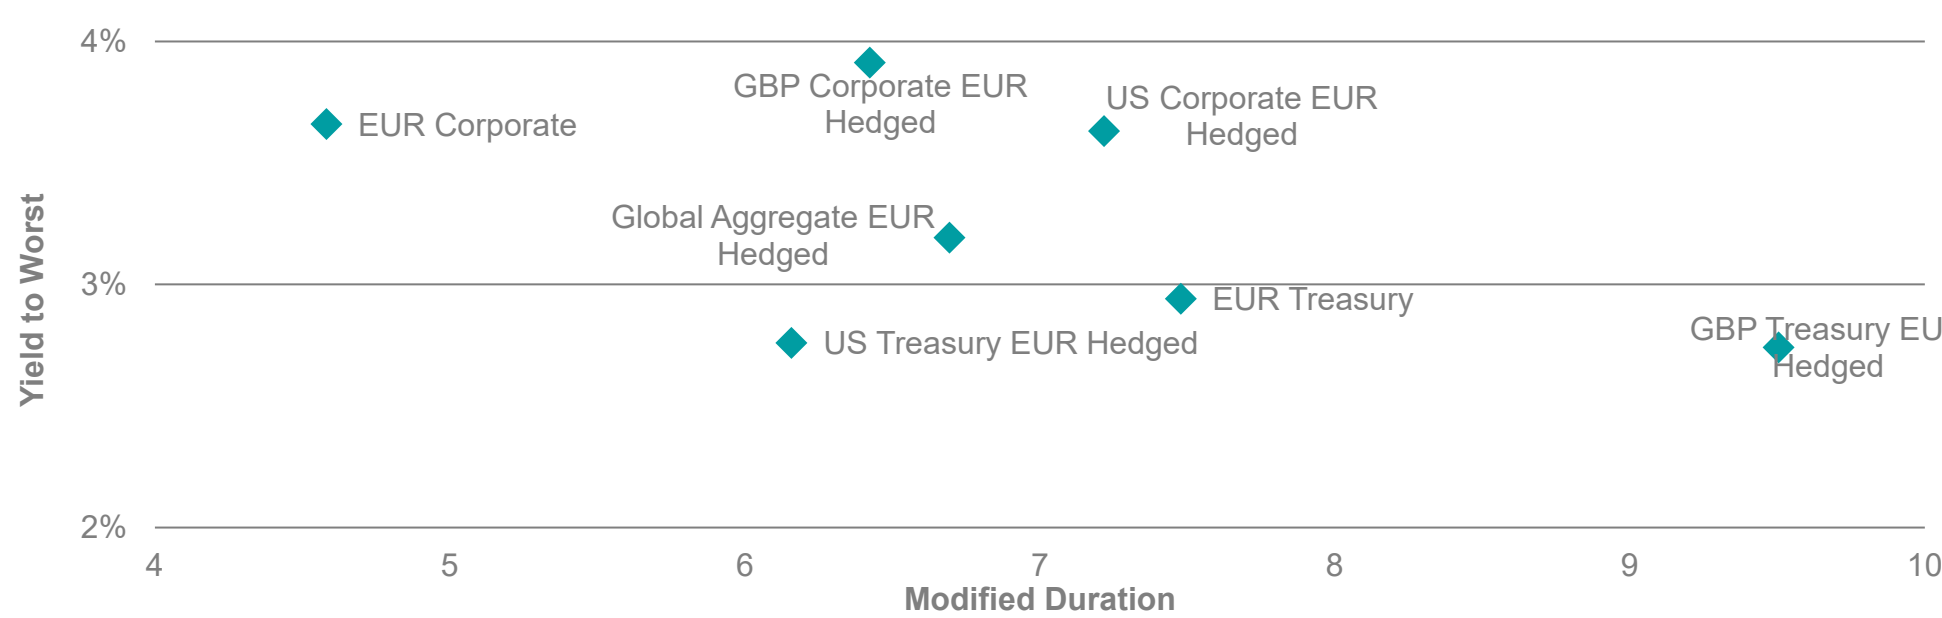 4%
GBP Corporate EUR
Hedged
US Corporate EUR
Hedged
EUR Corporate
Global Aggregate EUR
Hedged
Yield to Worst
3%
EUR Treasury
US Treasury EUR Hedged
GBP Treasury EU
Hedged
2%
4 5 6 7 8 9 10
Modified Duration